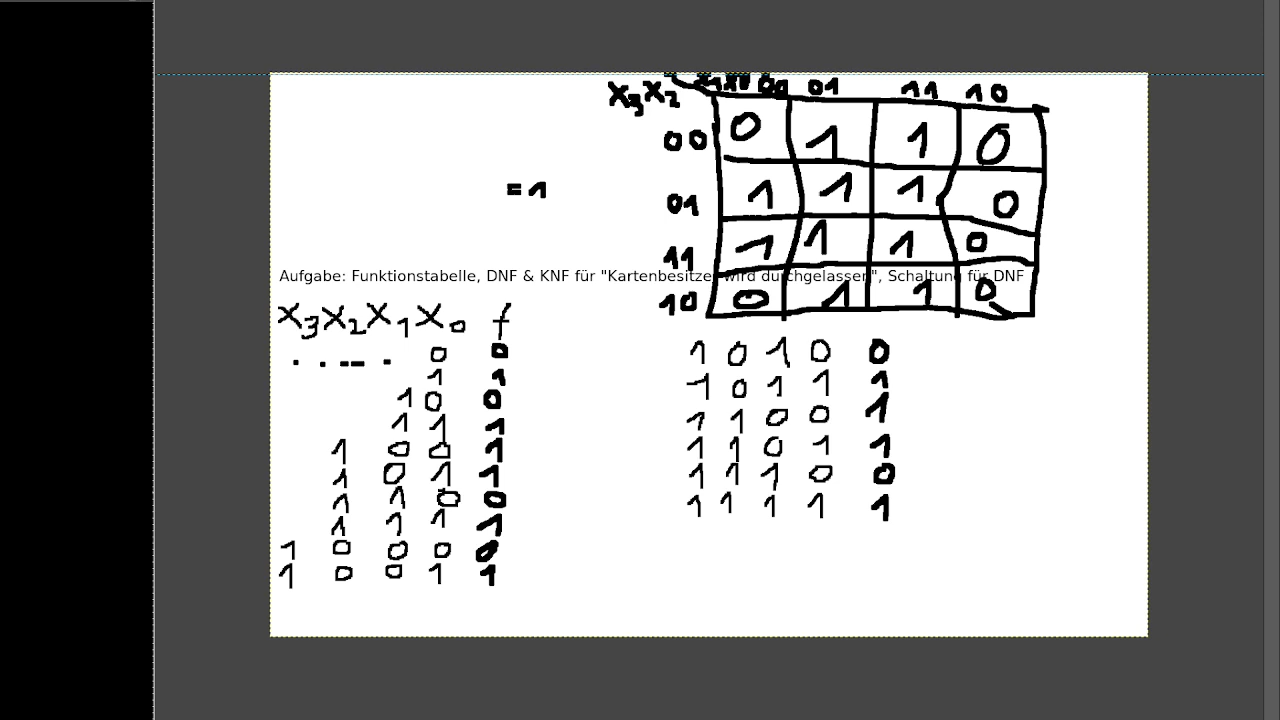 X3X2 X1X0 00 01 11 10
00 0 1 1 0
= 1
01 1 1 1 0
11 1 1 1 0
Aufgabe: Funktionstabelle, DNF & KNF für "Kartenbesitzer wird durchgelassen", Schaltung für DNF
10 0 1 1 0
X3 X2 X1 X0 f
. . -- . 0 0
1 1
1 0 0
1 1 1
1 0 0 1
1 0 1 1
1 1 0 0
1 1 1 1
1 0 0 0 0
1 0 0 1 1
1 0 1 0 0
1 0 1 1 1
1 1 0 0 1
1 1 0 1 1
1 1 1 0 0
1 1 1 1 1